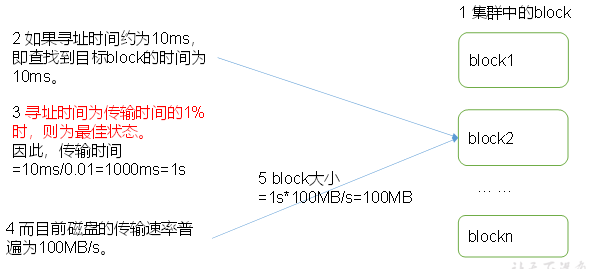 1 集群中的block
2 如果寻址时间约为10ms,
即查找到目标block的时间为
10ms。
block1
3 寻址时间为传输时间的1%
时，则为最佳状态。
因此，传输时间
=10ms/0.01=1000ms=1s
block2
5 block大小
=1s*100MB/s=100MB
... ...
4 而目前磁盘的传输速率普
遍为100MB/s。
blockn